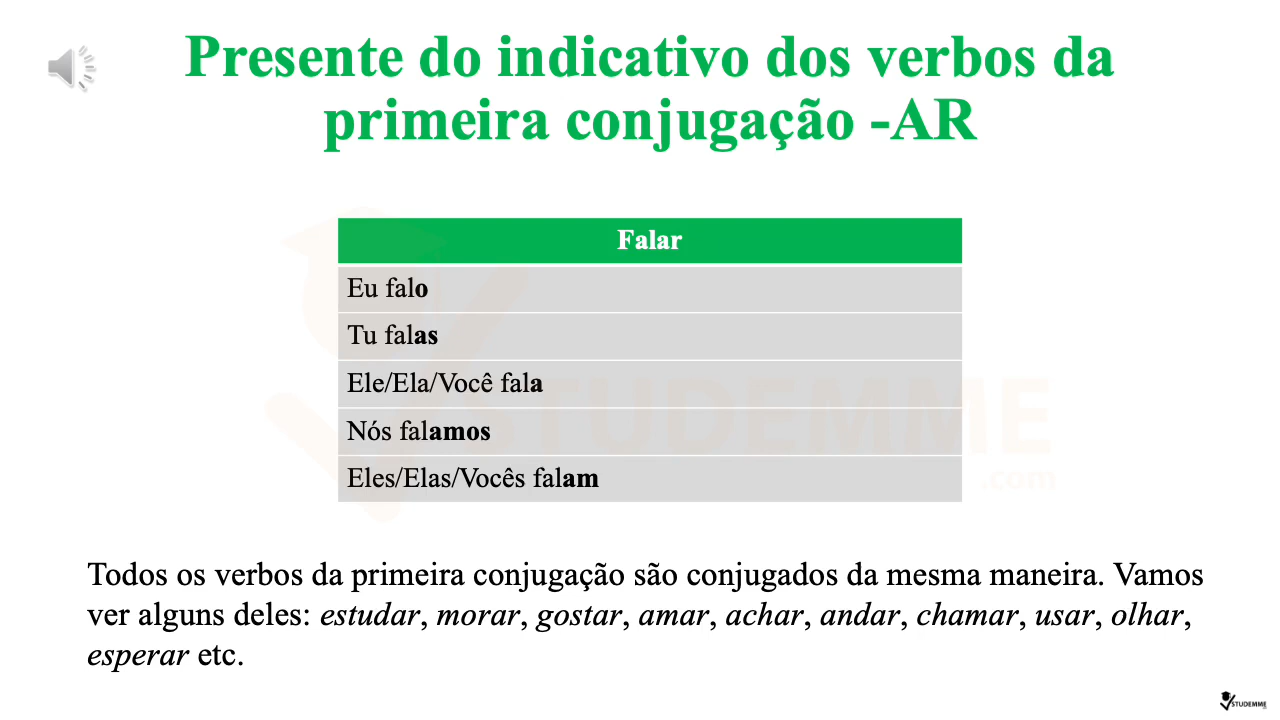 Presente do indicativo dos verbos da
primeira conjugação -AR
Falar
Eu falo
Tu falas
Ele/Ela/Você fala
Nós falamos
Eles/Elas/Vocês falam
STUDEMME
.com
Todos os verbos da primeira conjugação são conjugados da mesma maneira. Vamos
ver alguns deles: estudar, morar, gostar, amar, achar, andar, chamar, usar, olhar,
esperar etc.
STUDEMME